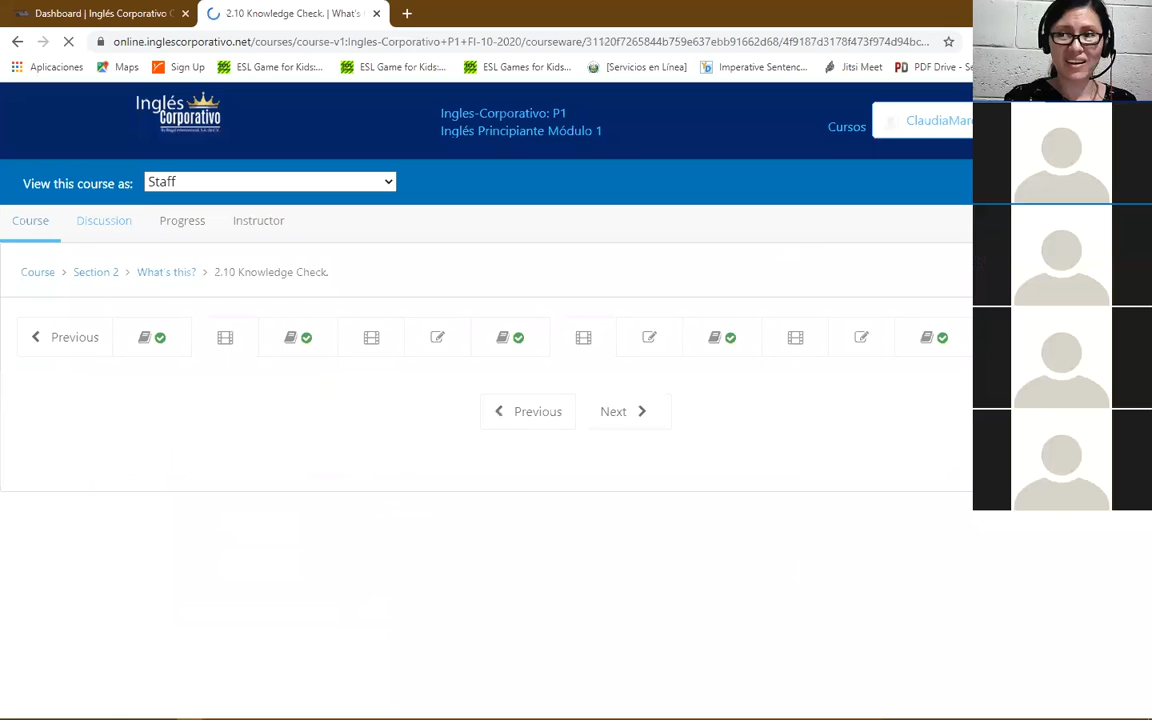 Dashboard | Inglés Corporativo C
2.10 Knowledge Check. | What's t
online.inglescorporativo.net/courses/course-v1:Ingles-Corporativo+P1+FI-10-2020/courseware/31120f7265844b759e637ebb91662d68/4f9187d3178f473f974d94bc...
Aplicaciones Maps Sign Up ESL Game for Kids:... ESL Game for Kids:... ESL Games for Kids:... [Servicios en Línea] Imperative Sentenc... Jitsi Meet PDF Drive - Se
Inglés
Corporativo
Ingles-Corporativo: P1
Inglés Principiante Módulo 1
Cursos
ClaudiaMar
View this course as: Staff
Course Discussion Progress Instructor
Course > Section 2 > What's this? > 2.10 Knowledge Check.
Previous
Previous Next